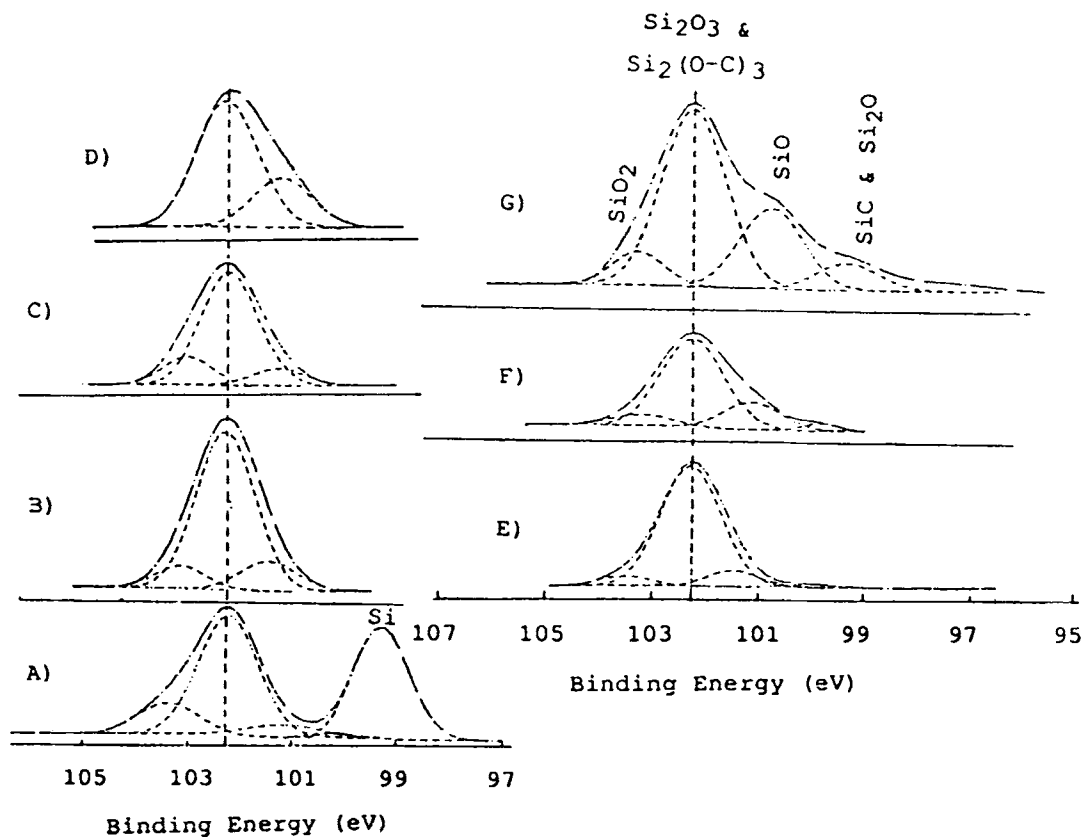 Si2O3 &
Si2(O-C)3
D)
SiO2
SiO
SiC & Si2O
G)
C)
F)
B)
E)
Si
A)
107 105 103 101 99 97 95
Binding Energy (eV)
105 103 101 99 97
Binding Energy (eV)